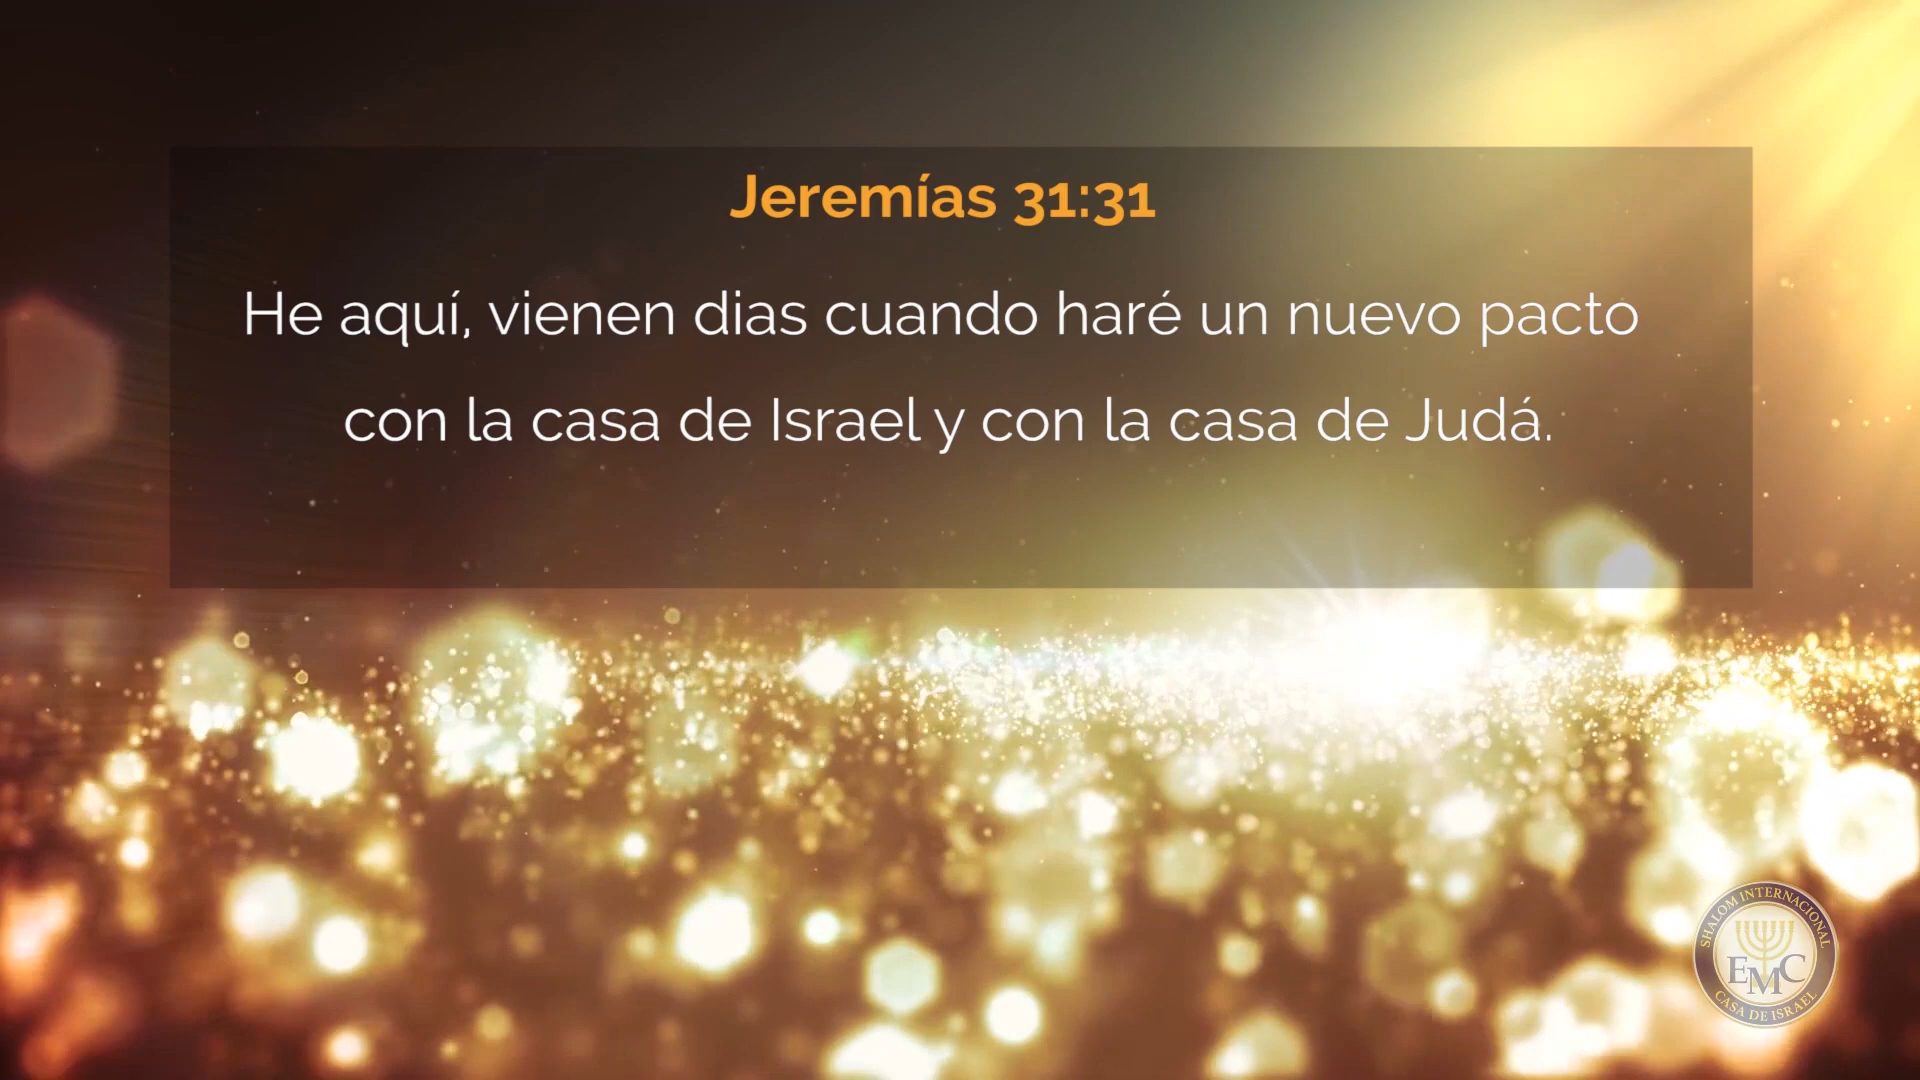 Jeremías 31:31
He aquí, vienen dias cuando haré un nuevo pacto
con la casa de Israel y con la casa de Judá.
SHALOM INTERNACIONAL
EMC
CASA DE ISRAEL